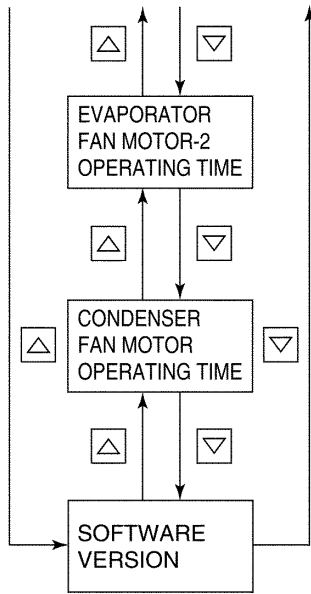 EVAPORATOR
FAN MOTOR-2
OPERATING TIME
CONDENSER
FAN MOTOR
OPERATING TIME
SOFTWARE
VERSION